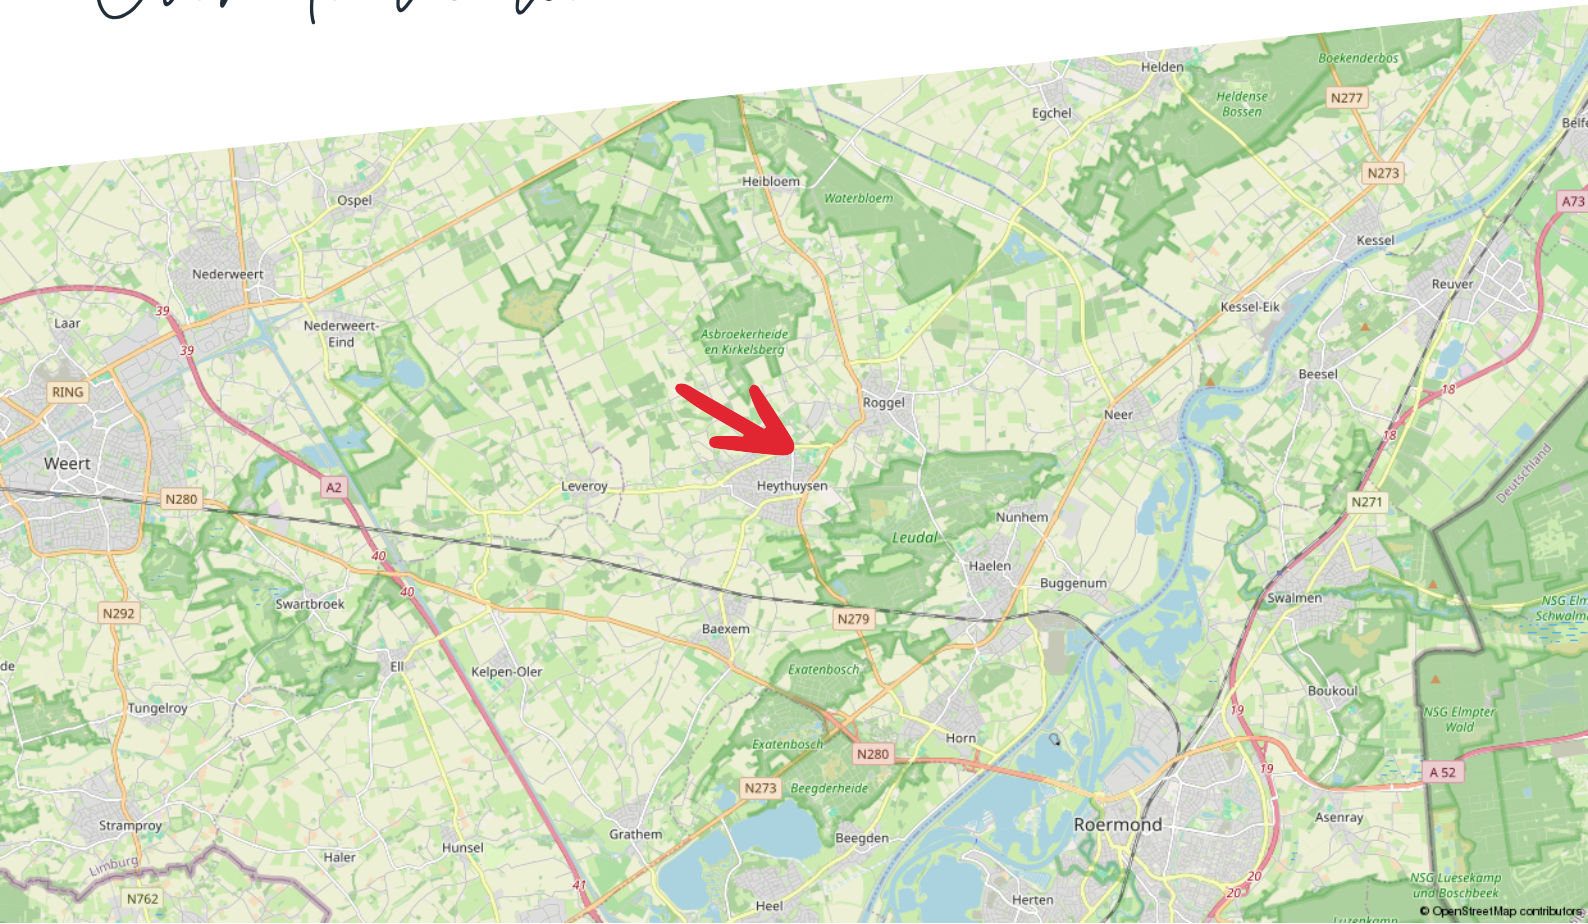 Helden
Boekenderbos
Egchel
Heldense
Bossen
N277
N273
A73
Heibloem
Waterbloem
Ospel
Kessel
Nederweert
Reuver
Kessel-Eik
39
Laar
Nederweert-
Eind
39
Asbroekerheide
en Kirkelsberg
RING
Beesel
18
Roggel
Neer
18
Weert
Leveroy
Heythuysen
A2
N280
N271
Deutschland
Nunhem
Leudal
40
Haelen
Buggenum
40
Swalmen
Swartbroek
N292
N279
Baexem
Ell
Kelpen-Oler
Exatenbosch
Boukoul
Tungelroy
19
NSG Elmpter
Wald
Horn
Exatenbosch
N280
19
A 52
N273
Beegderheide
Stramproy
Grathem
Beegden
Roermond
Asenray
Haler
Hunsel
Limburg
41
20
20
NSG Luesekamp
und Boschbeek
N762
Heel
Herten
© OpenStreetMap contributors